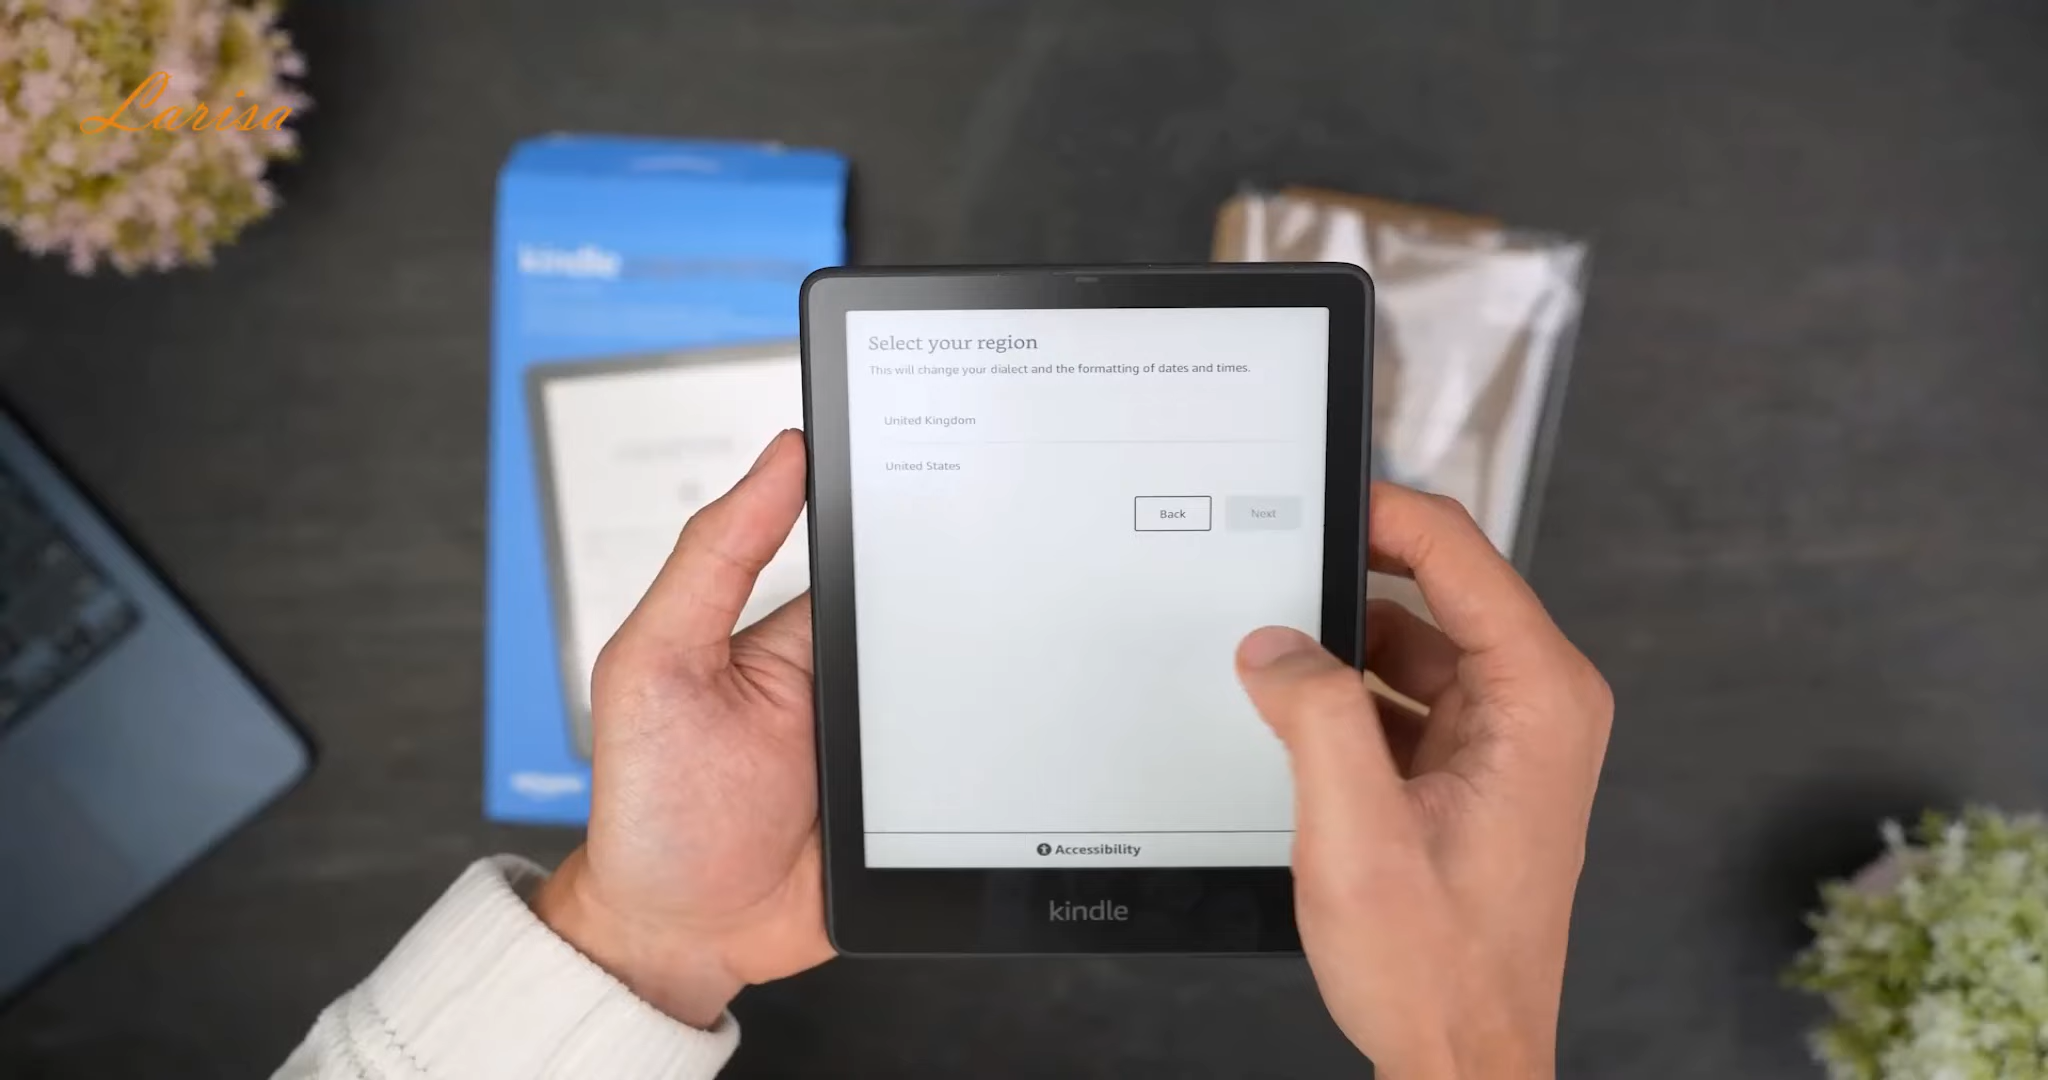 Larisa
kindle
Select your region
This will change your dialect and the formatting of dates and times.
United Kingdom
United States
Back
Next
Accessibility
kindle